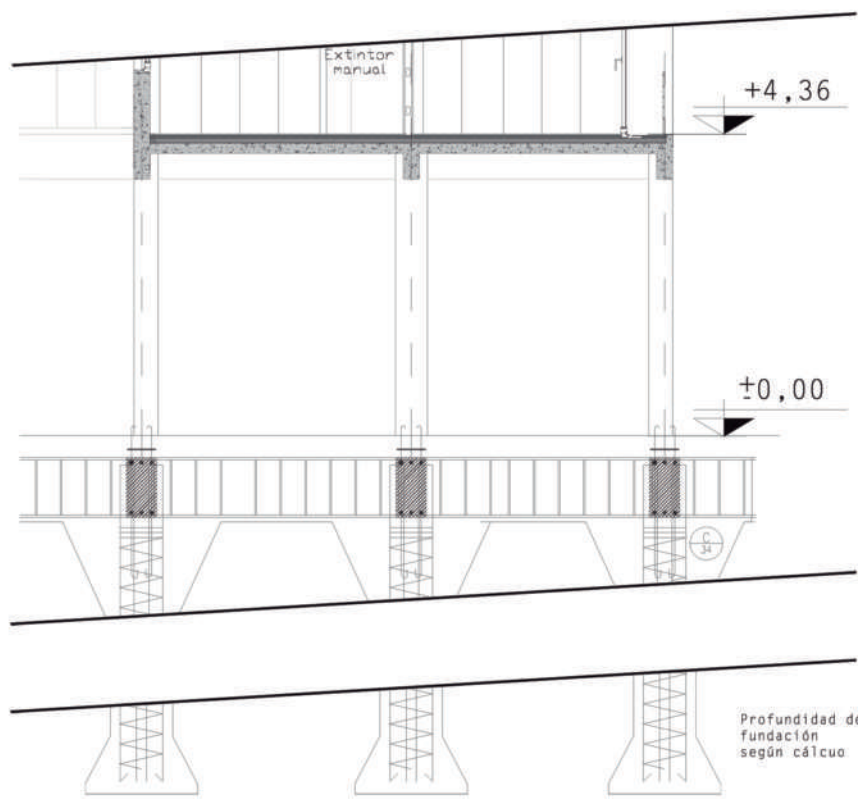 Extintor
manual
+4,36
±0,00
C
34
Profundidad de
fundación
según cálcuo